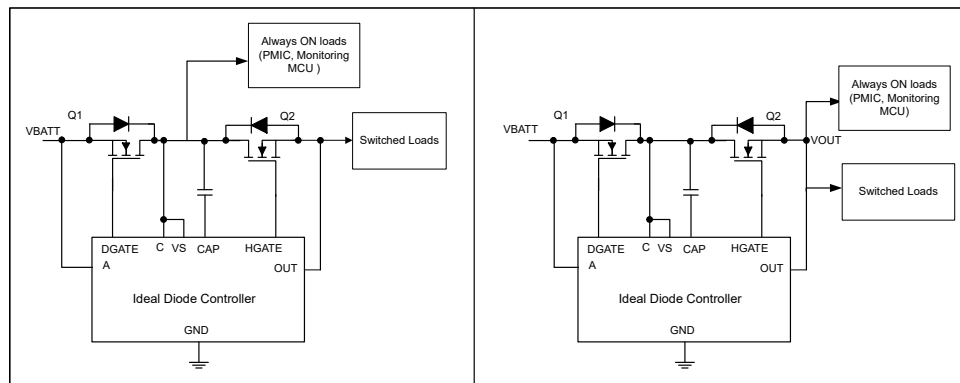 Always ON loads
(PMIC, Monitoring
MCU )
Q1
Q2
VBATT
Switched Loads
DGATE
C
VS
CAP
HGATE
A
OUT
Ideal Diode Controller
GND
Always ON loads
(PMIC, Monitoring
MCU)
Q1
Q2
VBATT
VOUT
Switched Loads
DGATE
C
VS
CAP
HGATE
A
OUT
Ideal Diode Controller
GND